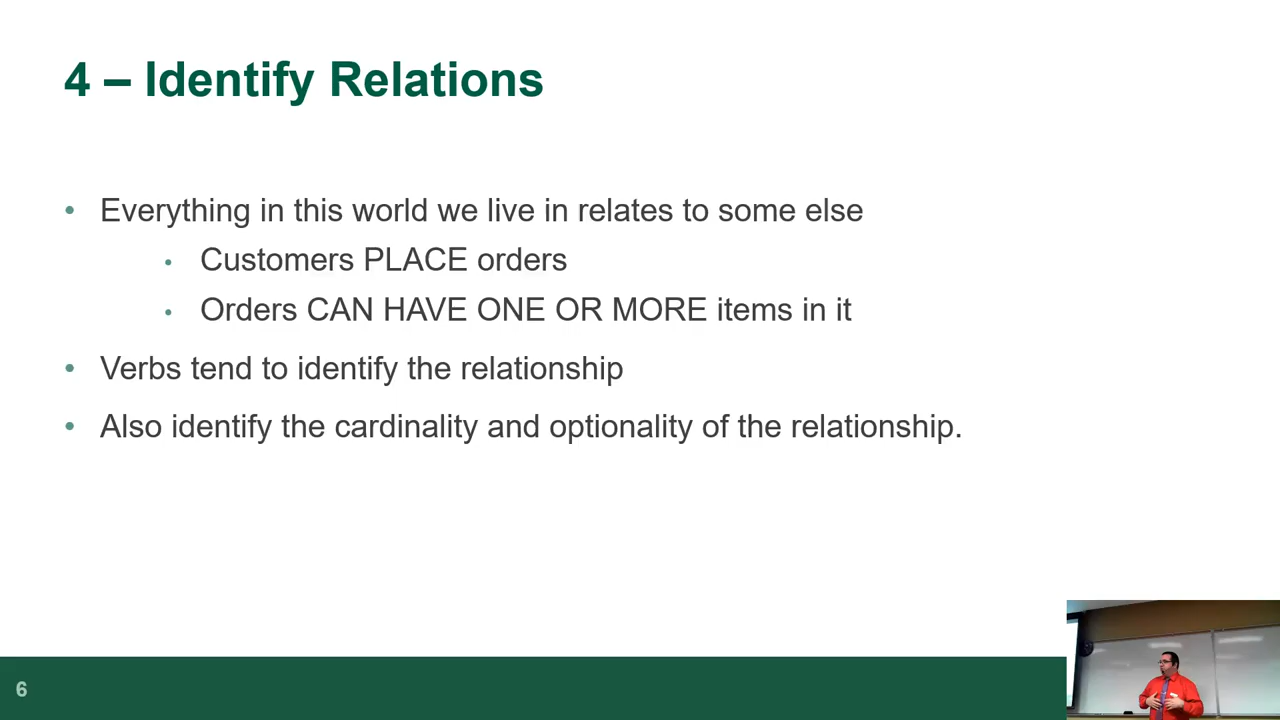 4 – Identify Relations
• Everything in this world we live in relates to some else
• Customers PLACE orders
• Orders CAN HAVE ONE OR MORE items in it
• Verbs tend to identify the relationship
• Also identify the cardinality and optionality of the relationship.
6